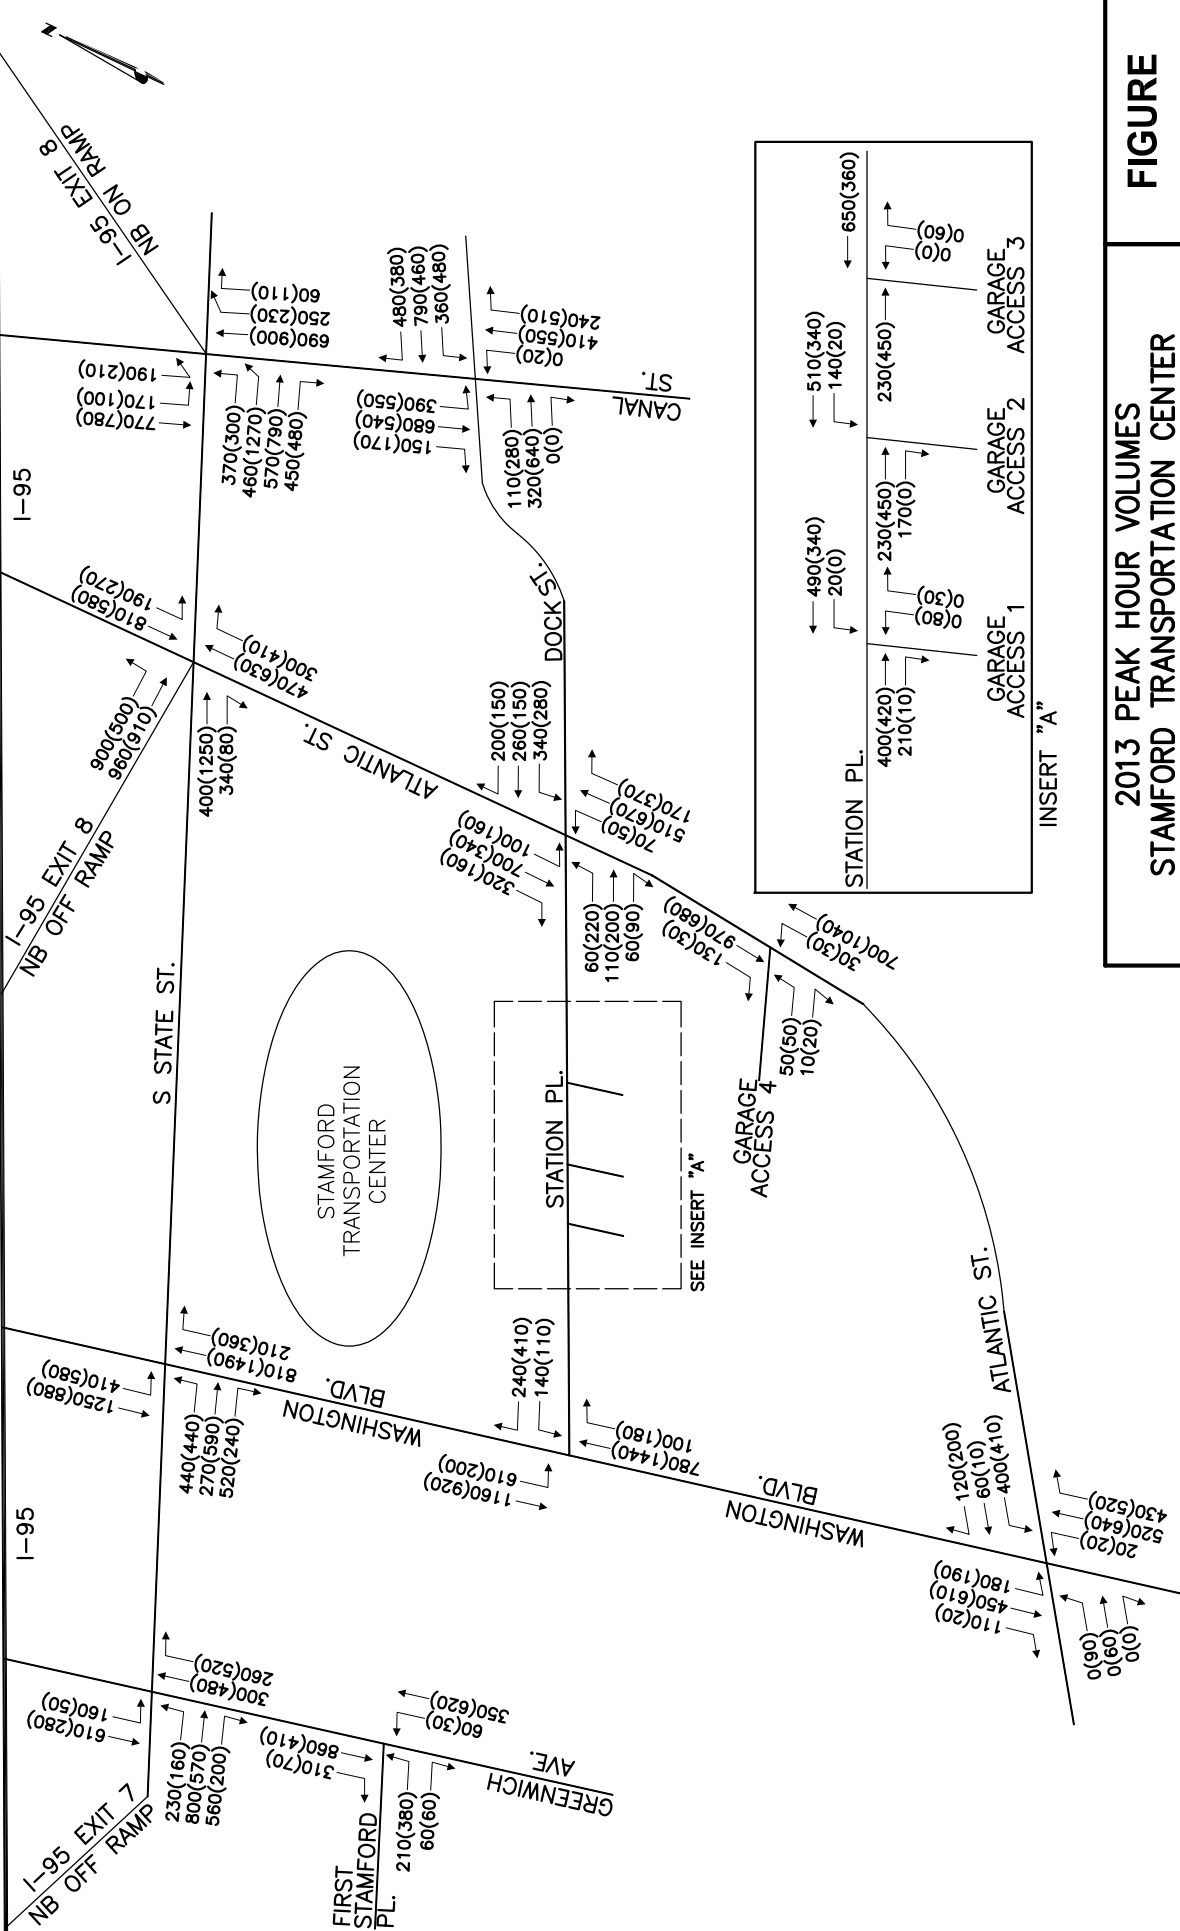 I-95 EXIT 7
NB OFF RAMP
610(280)
160(50)
300(480)
260(520)
230(160)
800(570)
560(200)
310(70)
860(410)
60(30)
350(620)
210(380)
60(60)
FIRST
STAMFORD
PL.
GREENWICH
AVE.
I-95
1250(880)
410(580)
810(1490)
210(360)
440(440)
270(590)
520(240)
WASHINGTON
BLVD.
1160(920)
610(200)
240(410)
140(110)
780(1440)
100(180)
WASHINGTON
BLVD.
110(20)
450(610)
180(190)
120(200)
60(10)
400(410)
0(90)
0(60)
0(0)
20(20)
520(640)
430(520)
ATLANTIC ST.
S STATE ST.
STAMFORD
TRANSPORTATION
CENTER
STATION PL.
SEE INSERT "A"
GARAGE
ACCESS 4
50(50)
10(20)
130(30)
970(680)
30(30)
700(1040)
I-95 EXIT 8
NB OFF RAMP
900(500)
960(910)
810(580)
190(270)
400(1250)
340(80)
470(630)
300(410)
ATLANTIC
ST.
320(160)
700(340)
100(160)
200(150)
260(150)
340(280)
60(220)
110(200)
60(90)
70(50)
510(670)
170(370)
DOCK ST.
I-95
770(780)
170(100)
190(210)
370(300)
460(1270)
570(790)
450(480)
690(900)
250(230)
60(110)
I-95 EXIT 8
NB ON RAMP
150(170)
680(540)
390(550)
480(380)
790(460)
360(480)
110(280)
320(640)
0(0)
0(20)
410(550)
240(510)
CANAL
ST.
N
STATION PL.
400(420)
210(10)
490(340)
20(0)
0(80)
0(30)
GARAGE
ACCESS 1
230(450)
170(0)
510(340)
140(20)
GARAGE
ACCESS 2
230(450)
650(360)
0(0)
0(60)
GARAGE
ACCESS 3
INSERT "A"
2013 PEAK HOUR VOLUMES
STAMFORD TRANSPORTATION CENTER
FIGURE